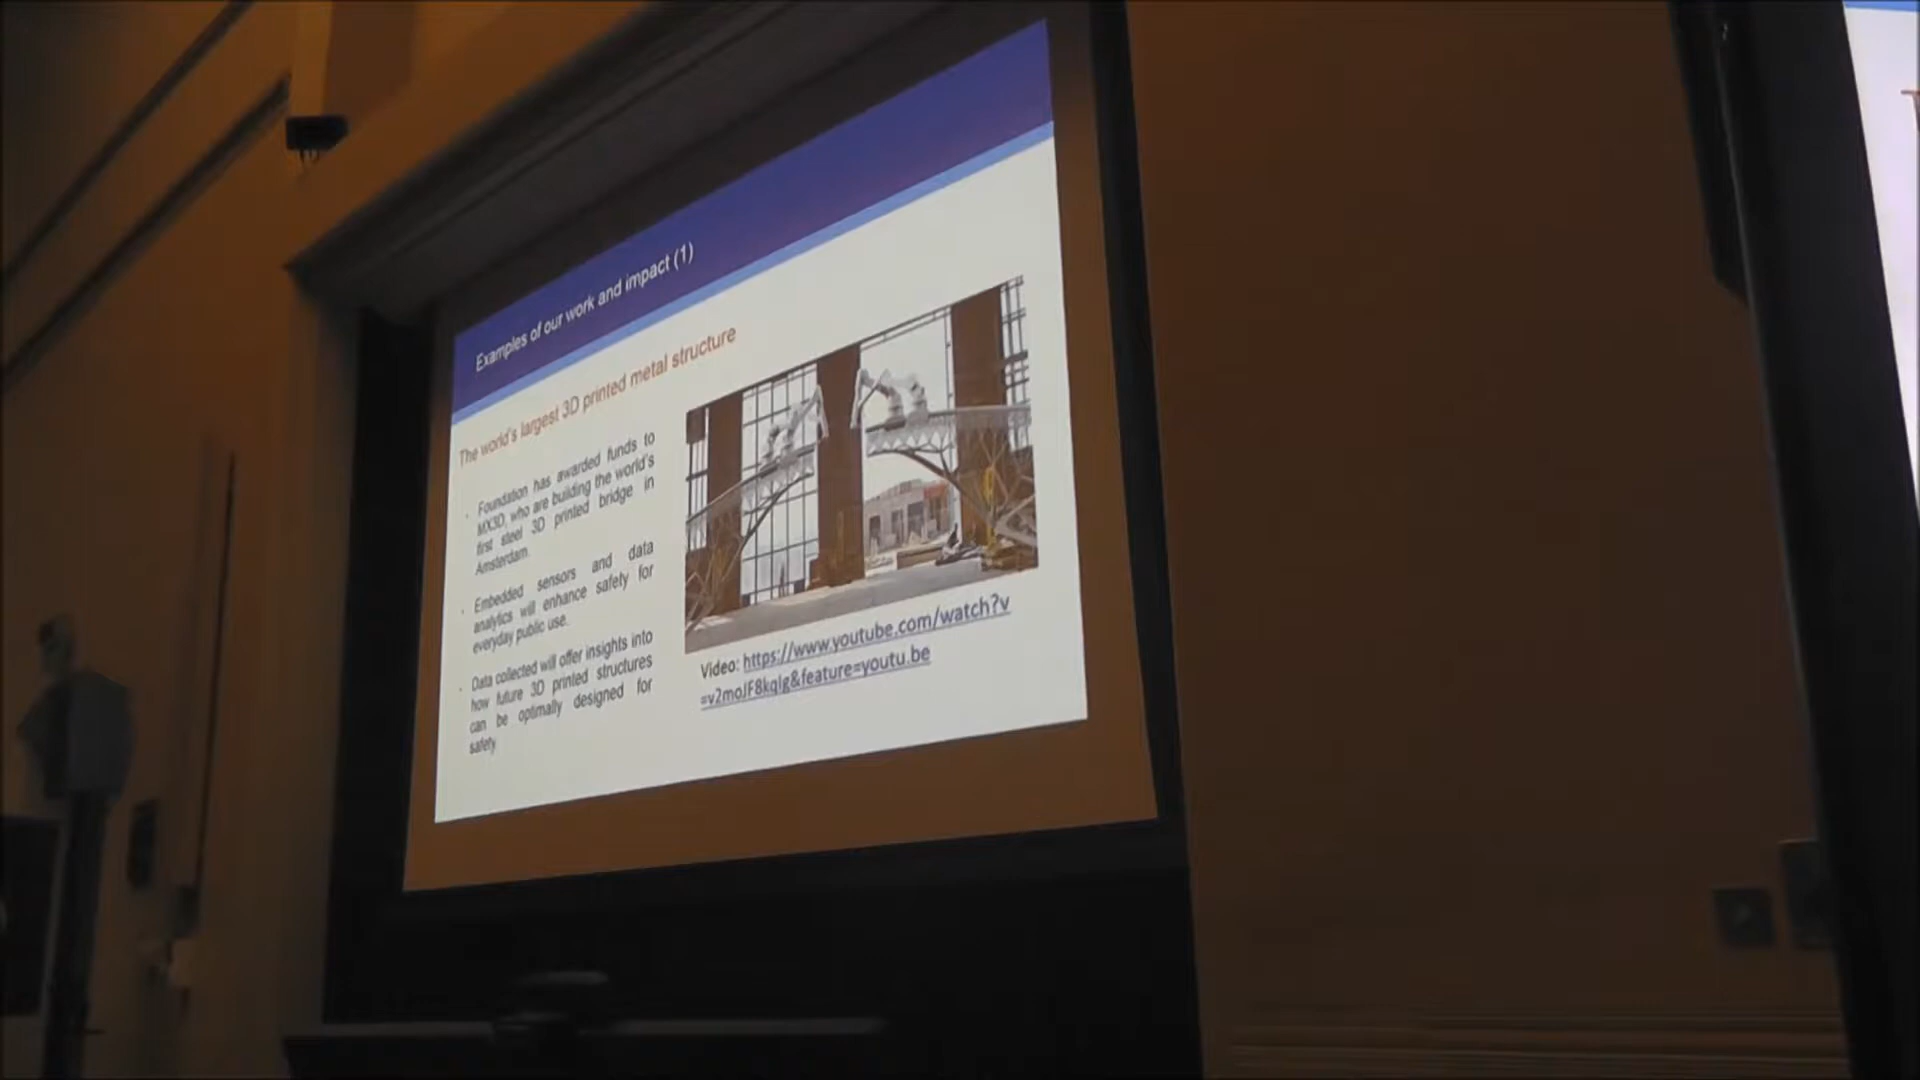 Examples of our work and impact (1)
The world's largest 3D printed metal structure
Foundation has awarded funds to
MX3D, who are building the world's
first steel 3D printed bridge in
Amsterdam.
Embedded sensors and data
analytics will enhance safety for
everyday public use.
Data collected will offer insights into
how future 3D printed structures
can be optimally designed for
safety.
Video: https://www.youtube.com/watch?v
=v2moJF8kqIg&feature=youtu.be